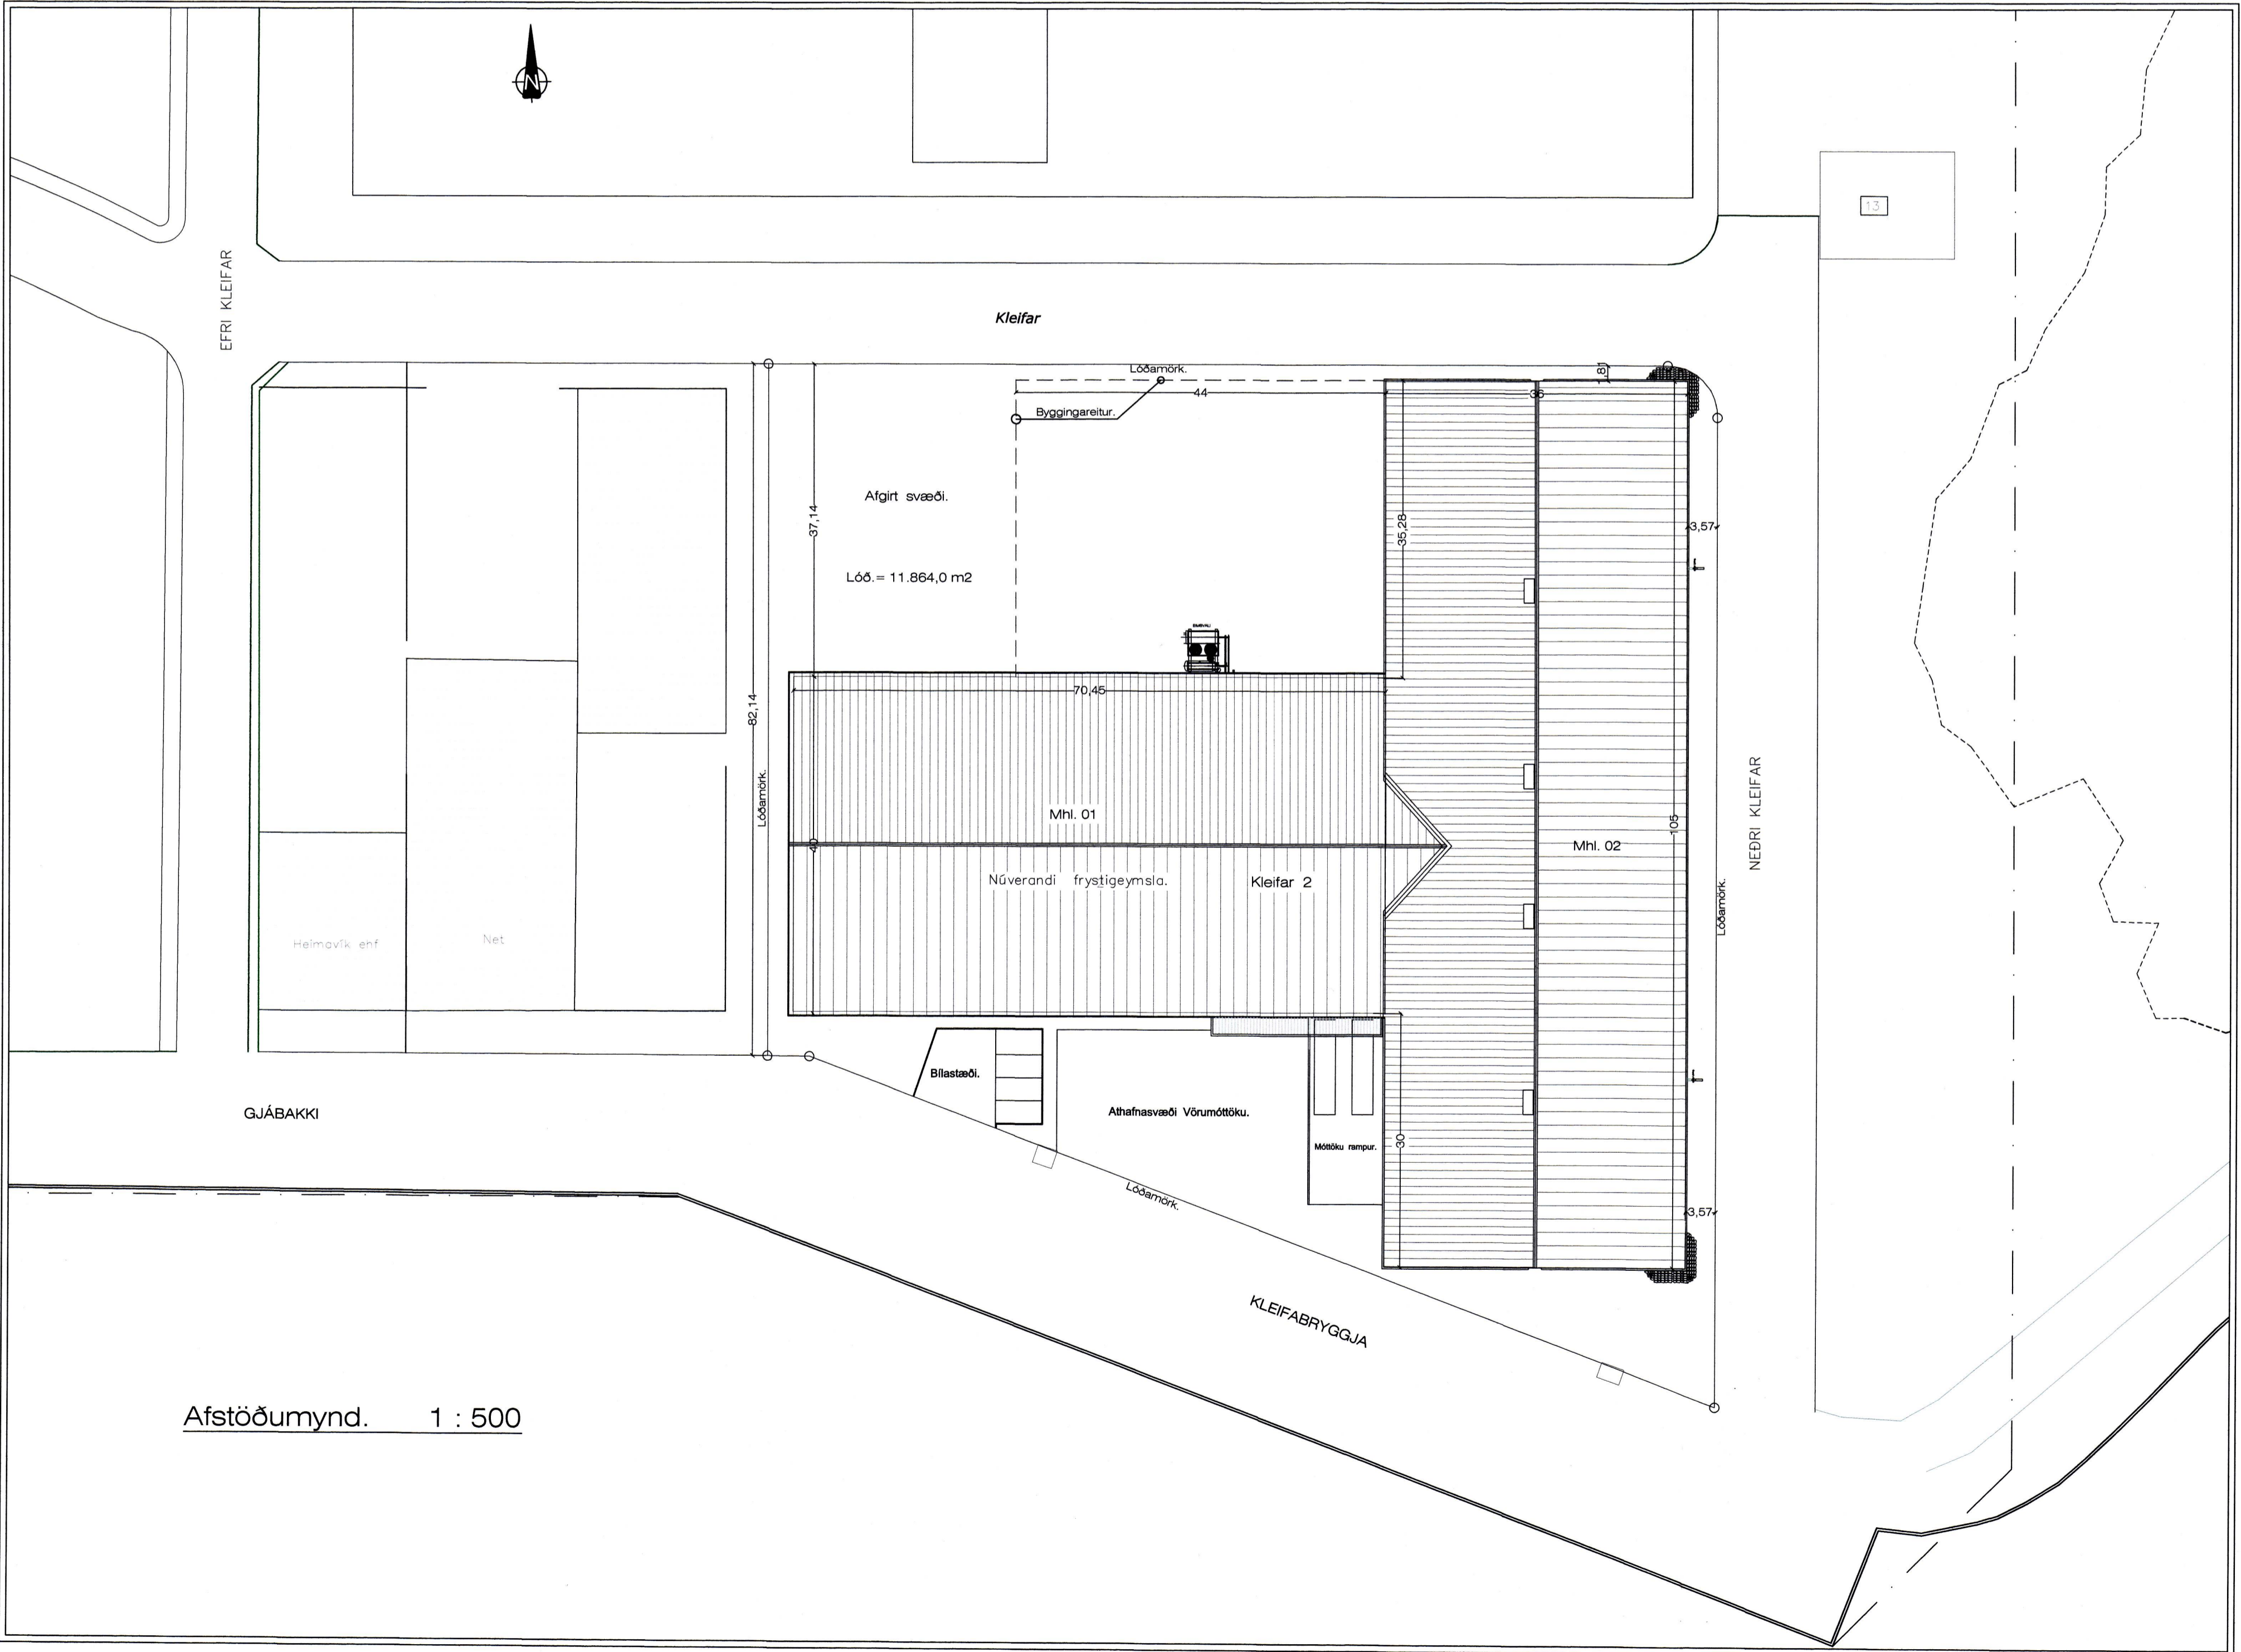 N
13
EFRI KLEIFAR
Kleifar
Lóðamörk.
1,81
44
36
Byggingareitur.
Afgirt svæði.
37,14
35,28
3,57
Lóð.= 11.864,0 m2
70,45
82,14
Lóðamörk.
Mhl. 01
40
105
Mhl. 02
NEÐRI KLEIFAR
Núverandi frystigeymsla.
Kleifar 2
Lóðamörk.
Heimavík ehf
Net
Bílastæði.
GJÁBAKKI
Athafnasvæði Vörumóttöku.
30
Móttöku rampur.
Lóðamörk.
3,57
KLEIFABRYGGJA
Afstöðumynd. 1 : 500